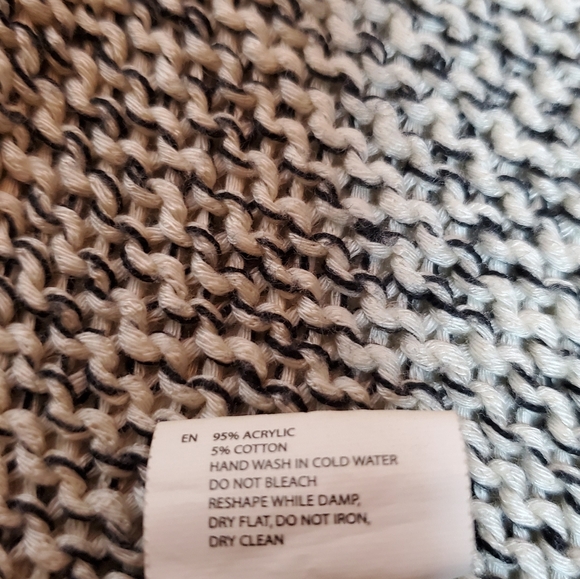 EN 95% ACRYLIC
5% COTTON
HAND WASH IN COLD WATER
DO NOT BLEACH
RESHAPE WHILE DAMP,
DRY FLAT, DO NOT IRON,
DRY CLEAN